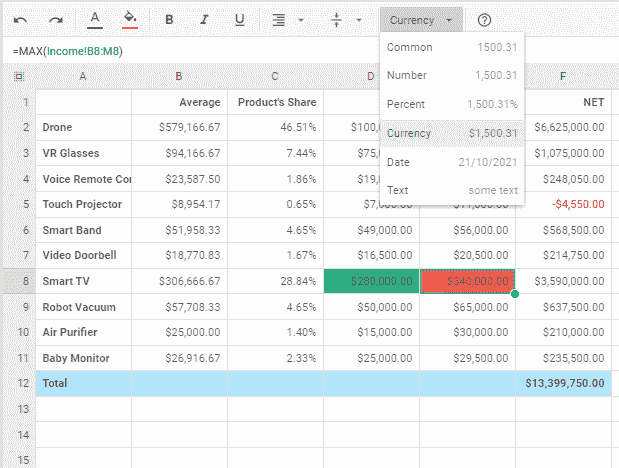 A B I U Currency
=MAX(Income!B8:M8)
Common 1500.31
Number 1,500.31
Percent 1,500.31%
Currency $1,500.31
Date 21/10/2021
Text some text
A B C D F
1 Average Product's Share NET
2 Drone $579,166.67 46.51% $100, $6,625,000.00
3 VR Glasses $94,166.67 7.44% $75, $1,075,000.00
4 Voice Remote Cor $23,587.50 1.86% $19, $248,050.00
5 Touch Projector $8,954.17 0.65% -$4,550.00
6 Smart Band $51,958.33 4.65% $49,000.00 $56,000.00 $568,500.00
7 Video Doorbell $18,770.83 1.67% $16,500.00 $20,500.00 $214,750.00
8 Smart TV $306,666.67 28.84% $280,000.00 $340,000.00 $3,590,000.00
9 Robot Vacuum $57,708.33 4.65% $50,000.00 $65,000.00 $637,500.00
10 Air Purifier $25,000.00 1.40% $15,000.00 $30,000.00 $210,000.00
11 Baby Monitor $26,916.67 2.33% $25,000.00 $29,500.00 $235,500.00
12 Total $13,399,750.00
13
14
15